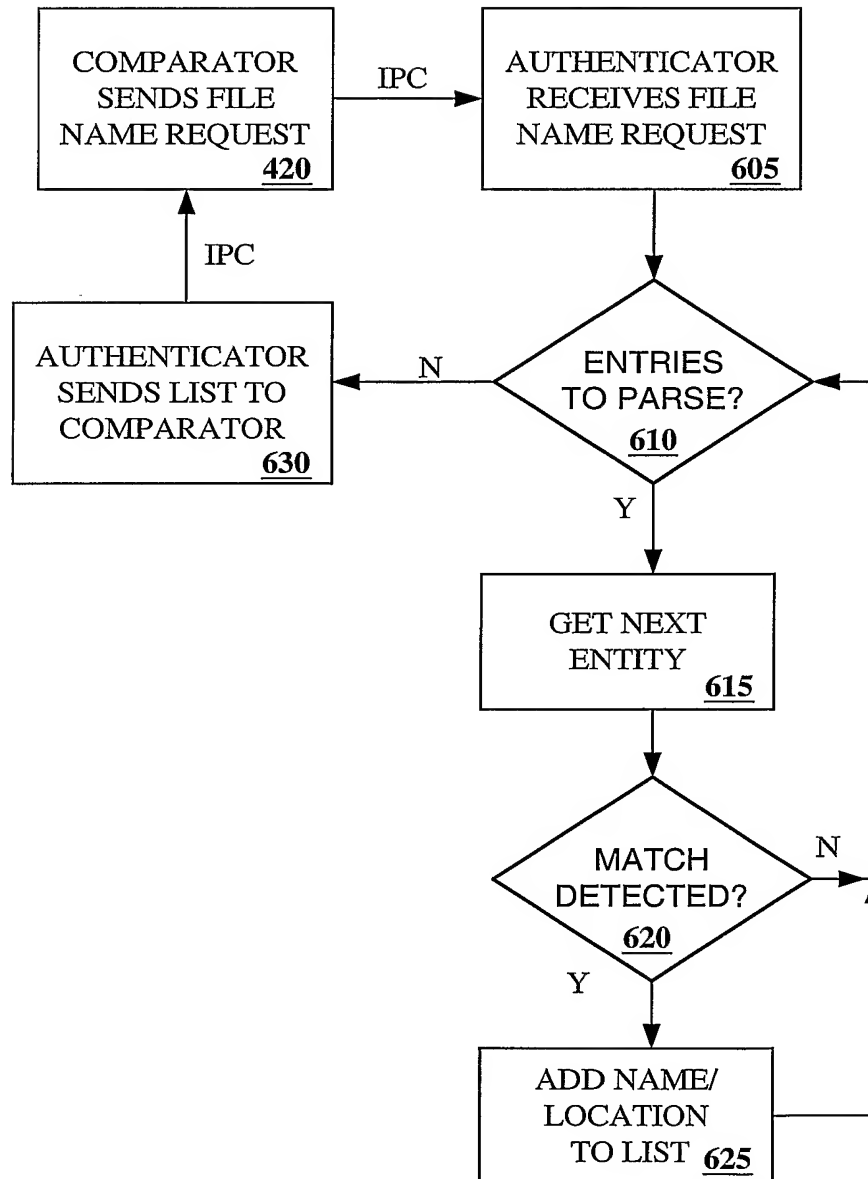 COMPARATOR
SENDS FILE
NAME REQUEST
420
IPC
AUTHENTICATOR
RECEIVES FILE
NAME REQUEST
605
IPC
AUTHENTICATOR
SENDS LIST TO
COMPARATOR
630
N
ENTRIES
TO PARSE?
610
Y
GET NEXT
ENTITY
615
MATCH
DETECTED?
620
N
Y
ADD NAME/
LOCATION
TO LIST
625